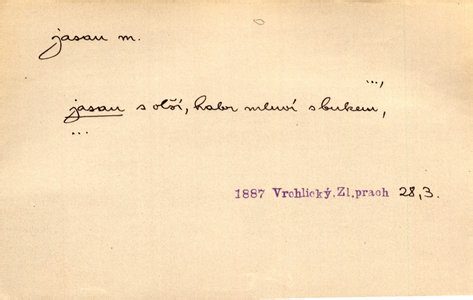 jasan m.
...,
jasan s olší, habr mluví s bukem,
...
1887 Vrchlický,Zl.prach 28,3.